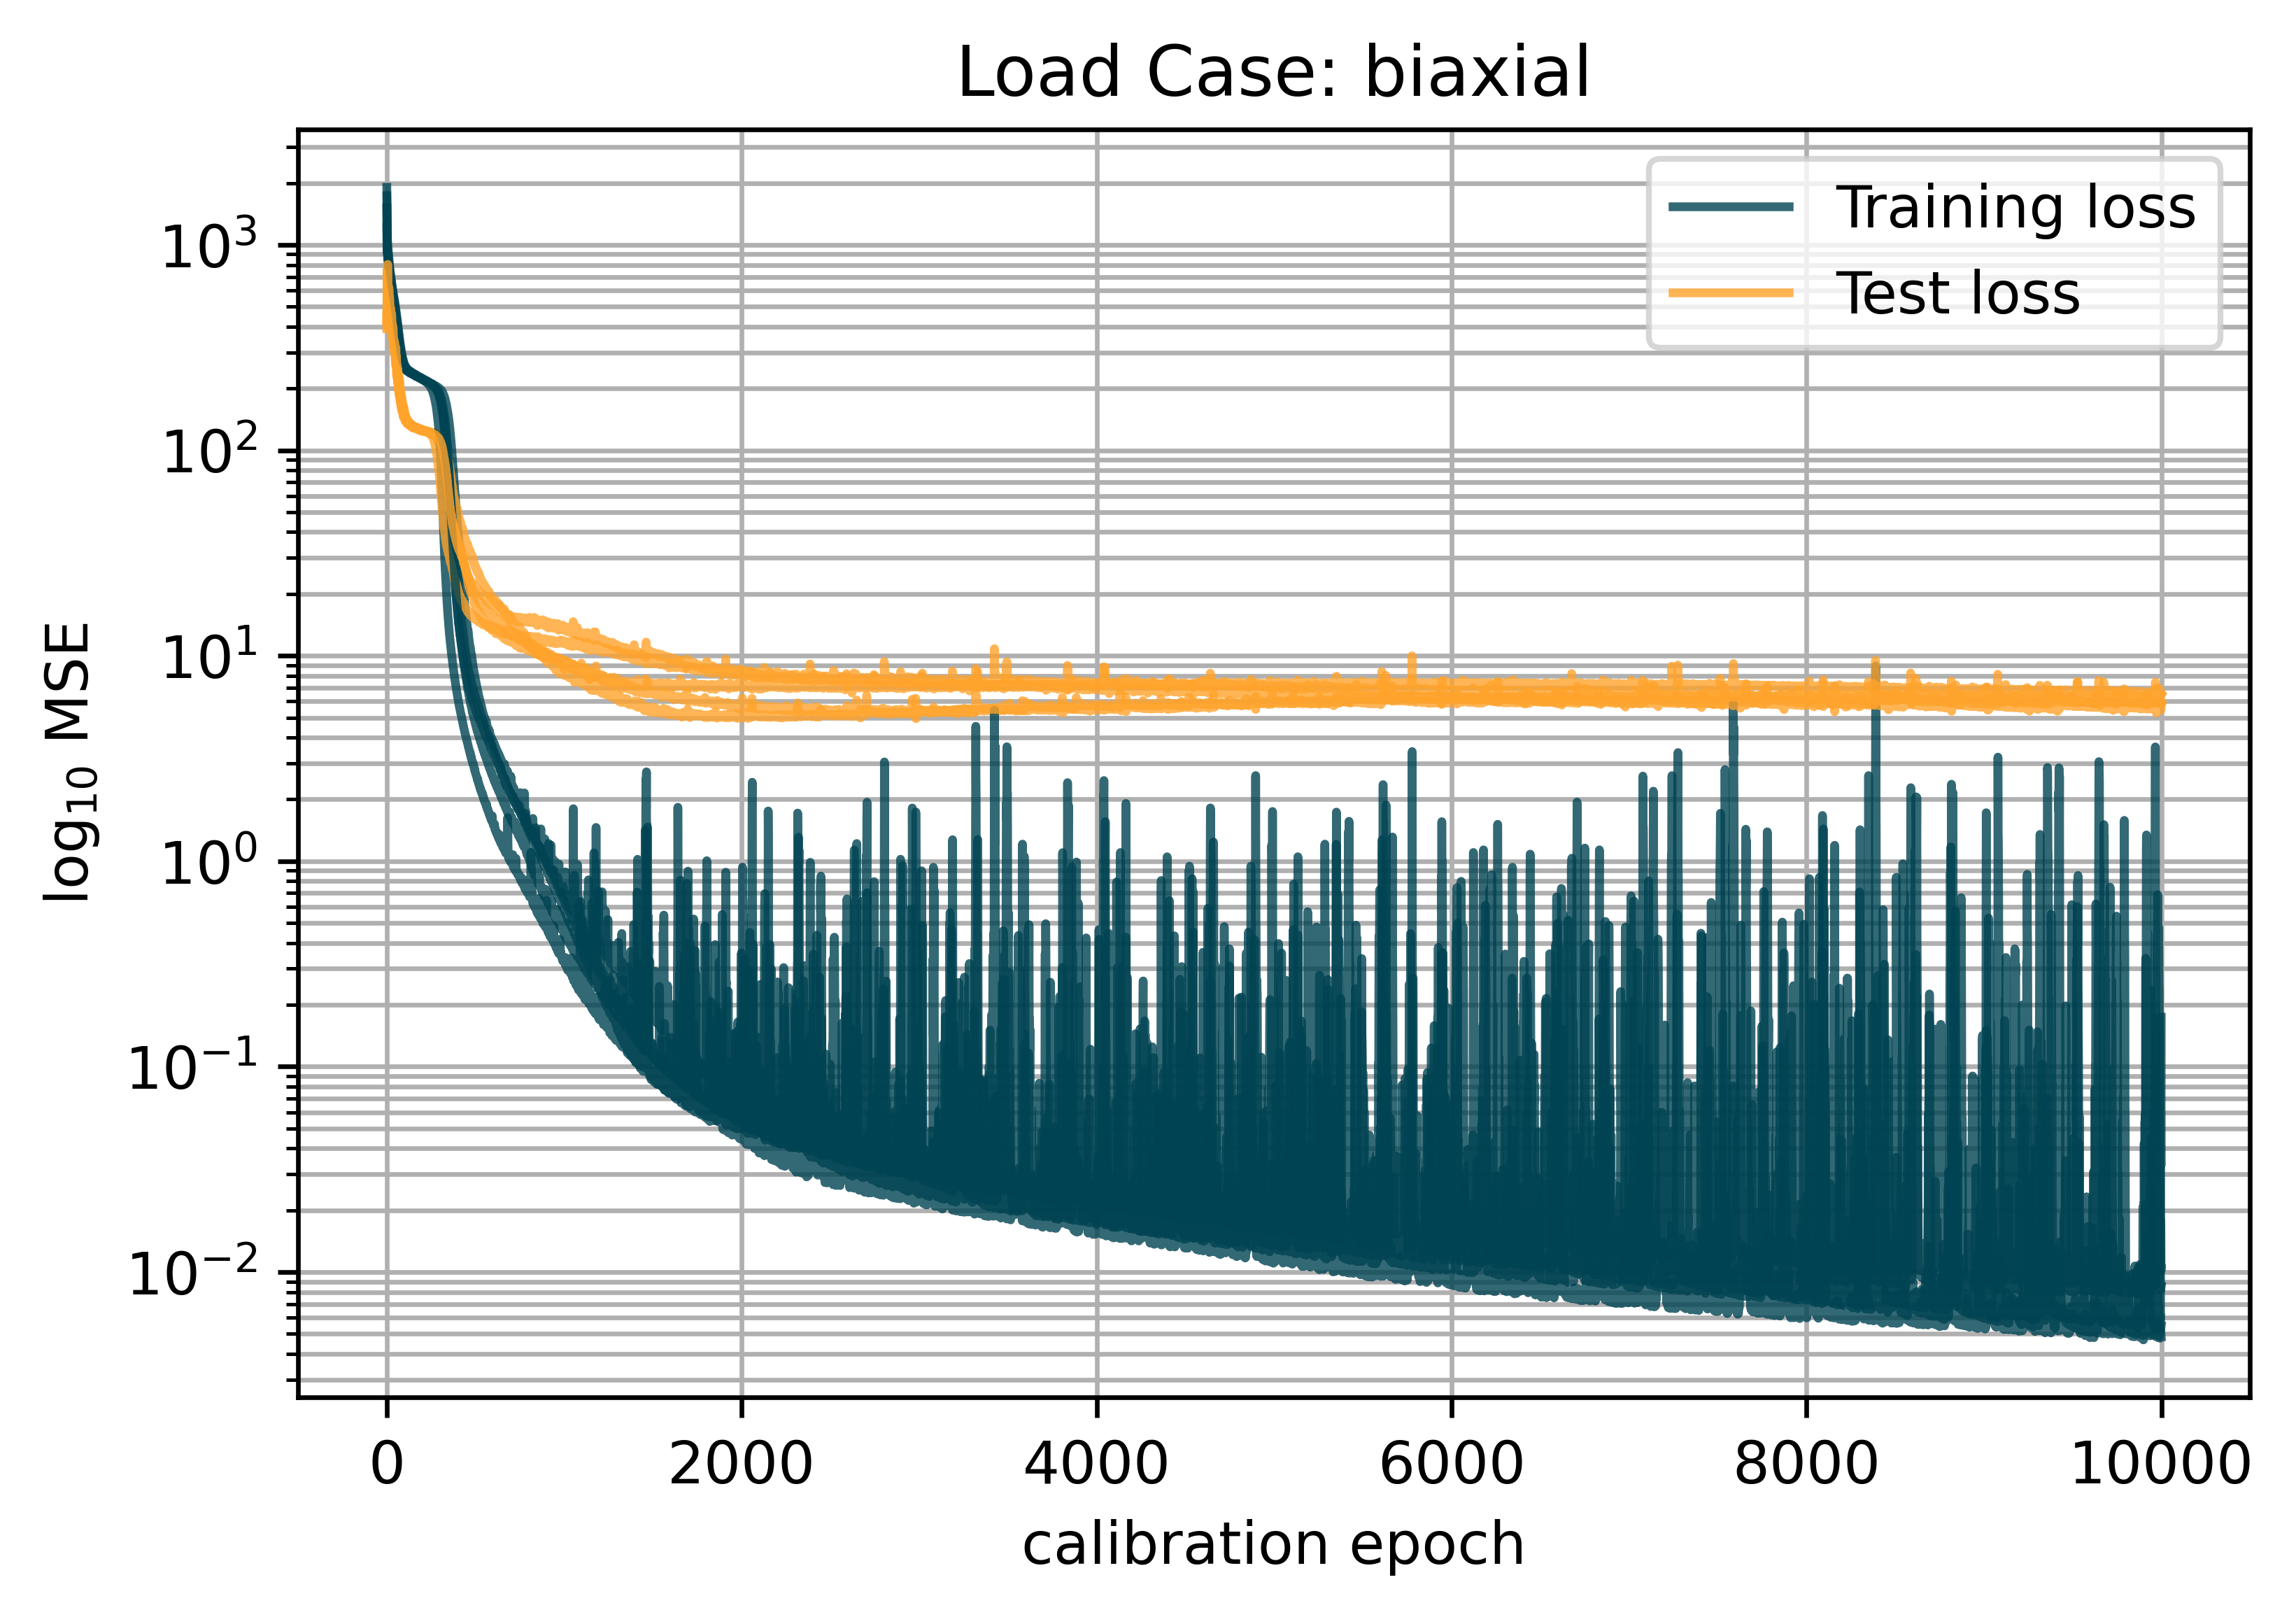 Load Case: biaxial
Training loss
Test loss
10³
10²
10¹
10⁰
10⁻¹
10⁻²
log₁₀ MSE
0 2000 4000 6000 8000 10000
calibration epoch